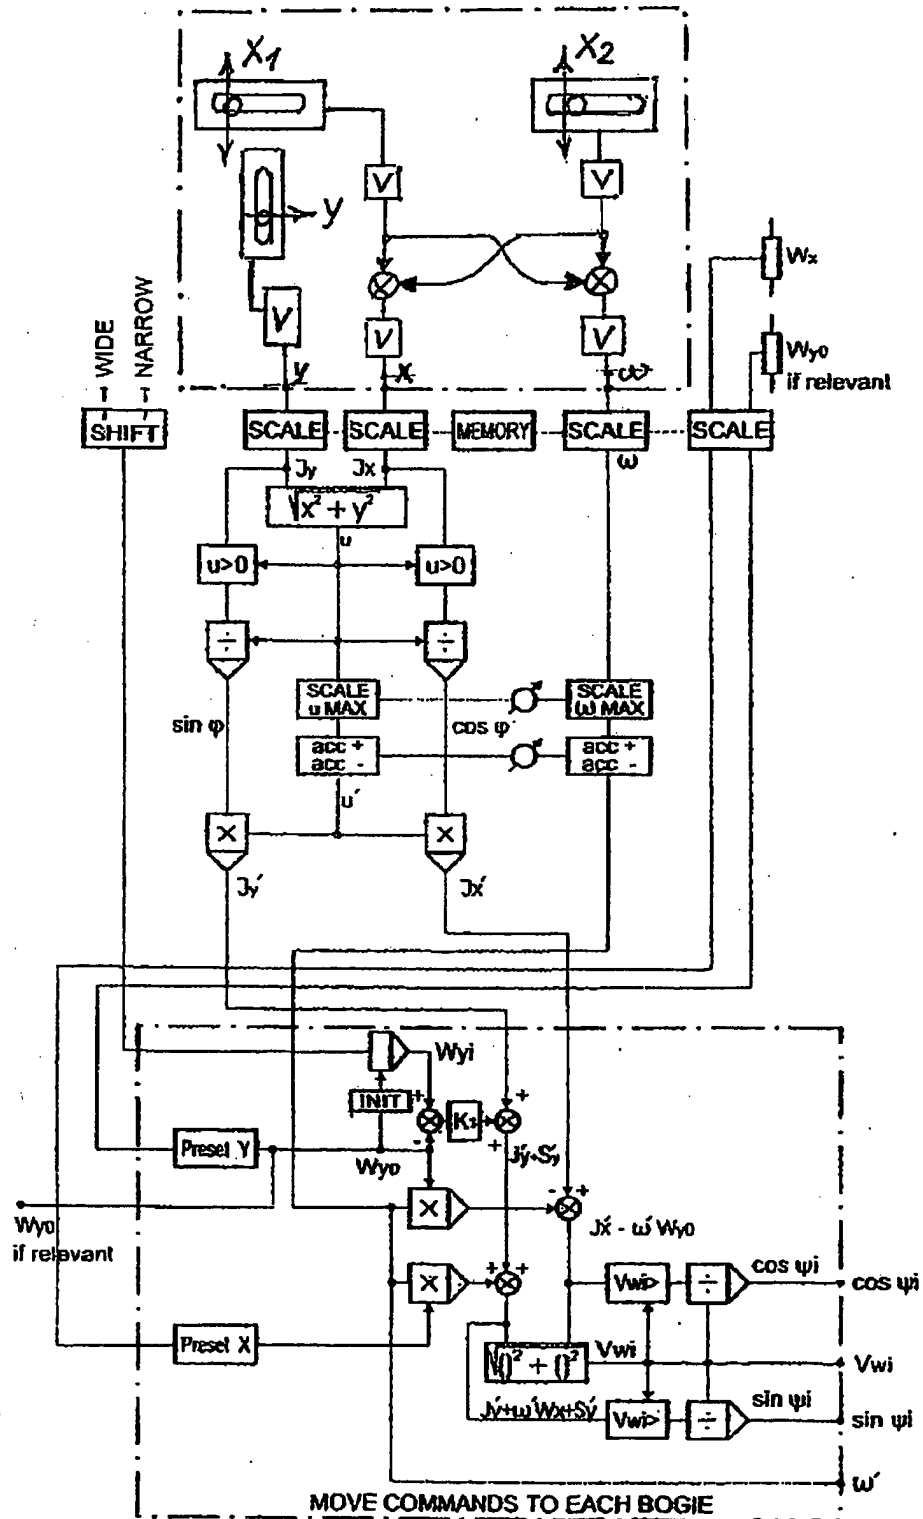 X1
X2
V
V
y
V
WIDE
NARROW
Wx
V
V
Wy0
if relevant
y
x
ω
SHIFT
SCALE
SCALE
MEMORY
SCALE
SCALE
Jy
Jx
ω
√x² + y²
u
u>0
u>0
÷
÷
SCALE
u MAX
SCALE
ω MAX
sin φ
cos φ
acc +
acc -
acc +
acc -
u'
X
X
Jy'
Jx'
Wyi
INIT
+
+
Ks
-
+
Preset Y
Wy0
Jy'+Sy'
Wy0
if relevant
X
- +
Jx' - ω' Wy0
X
+ +
Vwi>
÷
cos ψi
cos ψi
Preset X
√()² + ()²
Vwi
Vwi
Jy'+ω'Wx+Sy'
Vwi>
÷
sin ψi
sin ψi
ω'
MOVE COMMANDS TO EACH BOGIE